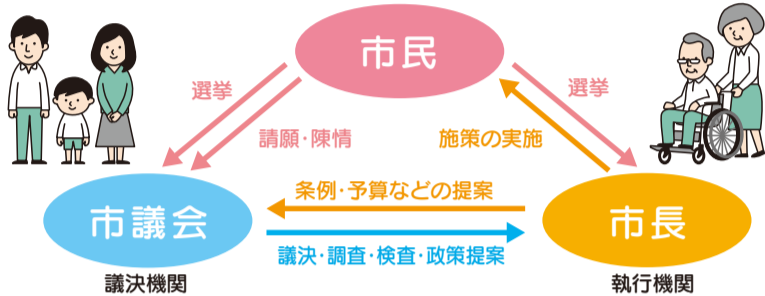 市民
選挙
選挙
請願・陳情
施策の実施
条例・予算などの提案
市議会
市長
議決・調査・検査・政策提案
議決機関
執行機関